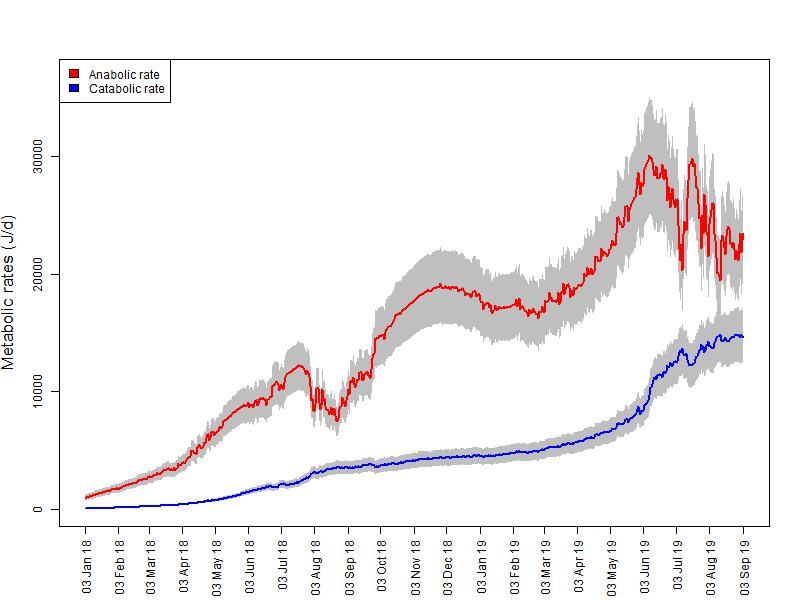 Anabolic rate
Catabolic rate
Metabolic rates (J/d)
30000
20000
10000
0
03 Jan 18
03 Feb 18
03 Mar 18
03 Apr 18
03 May 18
03 Jun 18
03 Jul 18
03 Aug 18
03 Sep 18
03 Oct 18
03 Nov 18
03 Dec 18
03 Jan 19
03 Feb 19
03 Mar 19
03 Apr 19
03 May 19
03 Jun 19
03 Jul 19
03 Aug 19
03 Sep 19